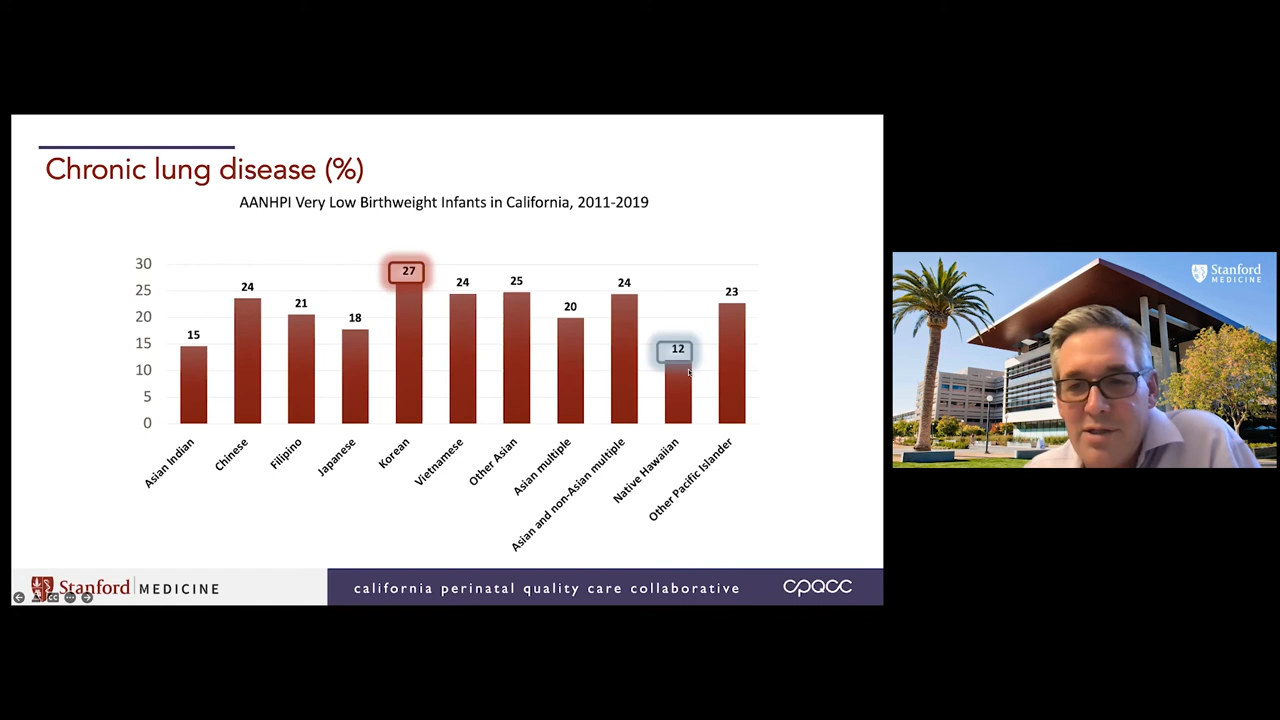 Chronic lung disease (%)
AANHPI Very Low Birthweight Infants in California, 2011-2019
30
25
20
15
10
5
0
15
24
21
18
27
24
25
20
24
12
23
Asian Indian
Chinese
Filipino
Japanese
Korean
Vietnamese
Other Asian
Asian multiple
Asian and non-Asian multiple
Native Hawaiian
Other Pacific Islander
Stanford MEDICINE
california perinatal quality care collaborative
cpqcc
Stanford
MEDICINE